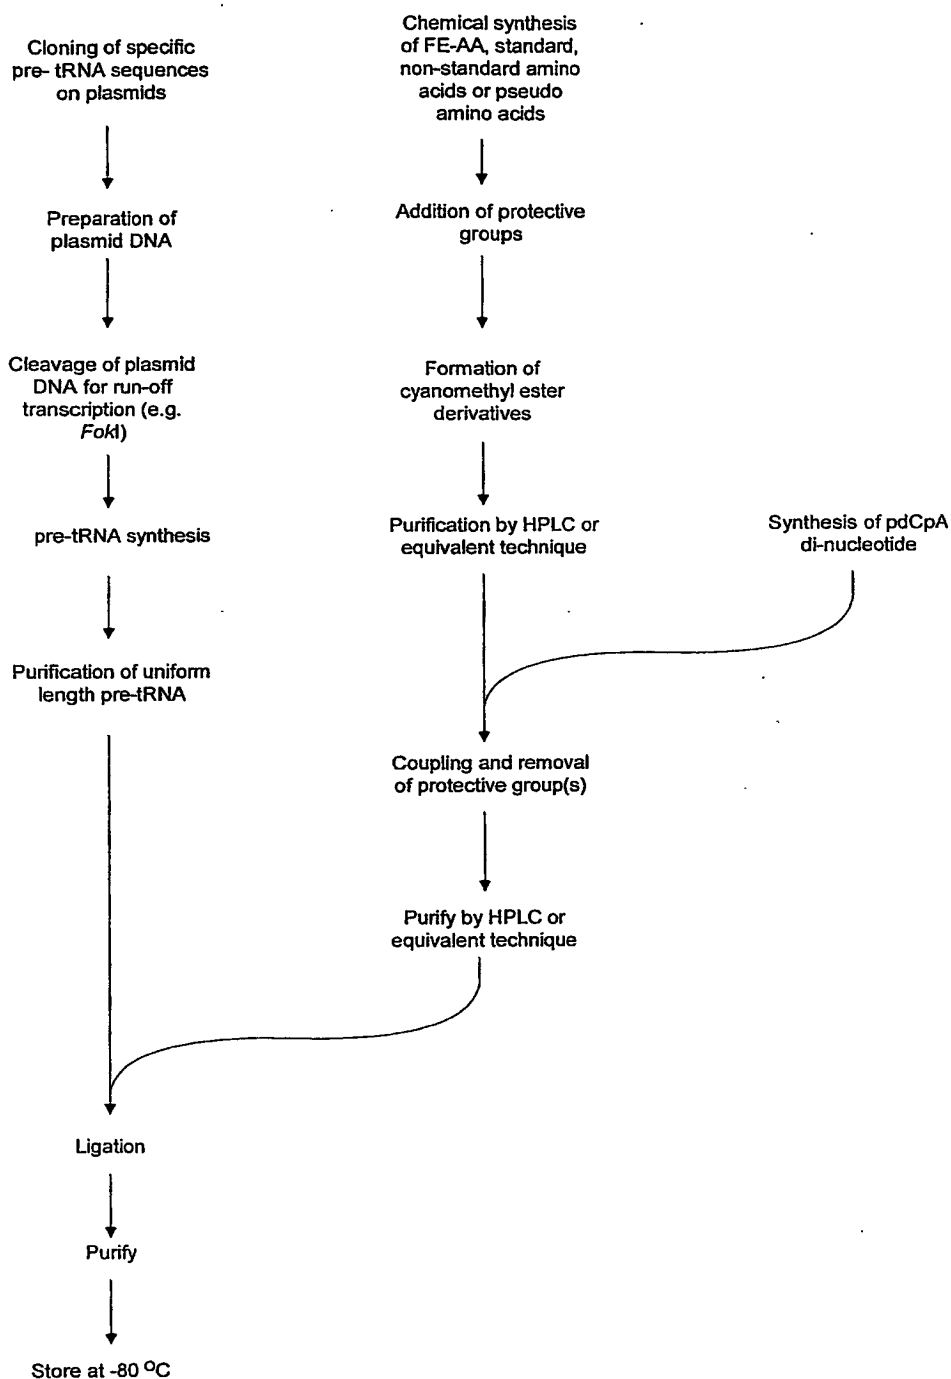 Cloning of specific
pre- tRNA sequences
on plasmids
Preparation of
plasmid DNA
Cleavage of plasmid
DNA for run-off
transcription (e.g.
FokI)
pre-tRNA synthesis
Purification of uniform
length pre-tRNA
Chemical synthesis
of FE-AA, standard,
non-standard amino
acids or pseudo
amino acids
Addition of protective
groups
Formation of
cyanomethyl ester
derivatives
Purification by HPLC or
equivalent technique
Synthesis of pdCpA
di-nucleotide
Coupling and removal
of protective group(s)
Purify by HPLC or
equivalent technique
Ligation
Purify
Store at -80 ºC